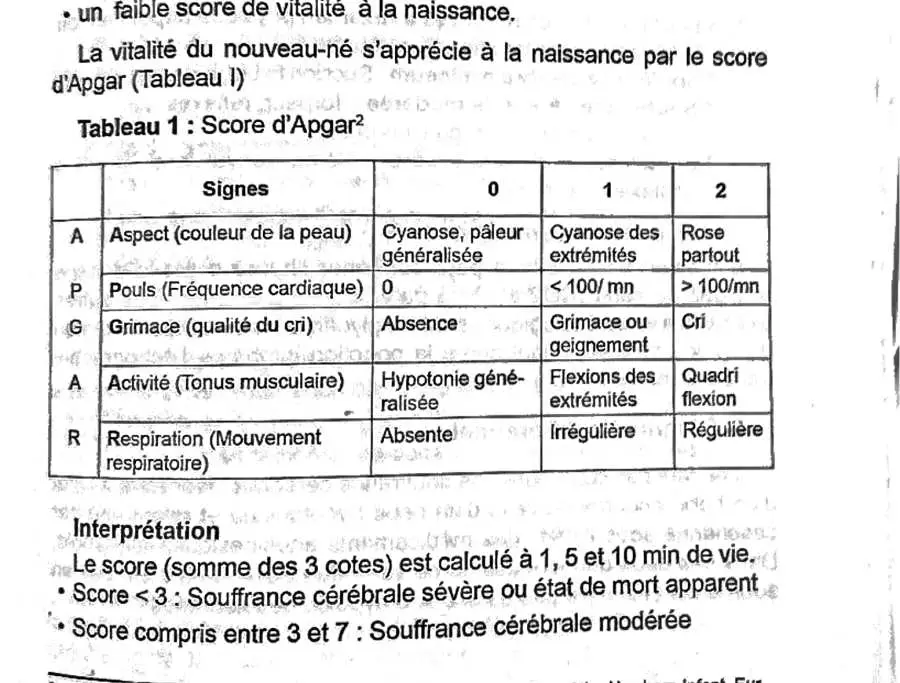 • un faible score de vitalité à la naissance.
La vitalité du nouveau-né s'apprécie à la naissance par le score
d'Apgar (Tableau I)
Tableau 1 : Score d'Apgar²
Signes 0 1 2
A Aspect (couleur de la peau) Cyanose, pâleur Cyanose des Rose
généralisée extrémités partout
P Pouls (Fréquence cardiaque) 0 < 100/ mn > 100/mn
G Grimace (qualité du cri) Absence Grimace ou Cri
geignement
A Activité (Tonus musculaire) Hypotonie géné- Flexions des Quadri
ralisée extrémités flexion
R Respiration (Mouvement Absente Irrégulière Régulière
respiratoire)
Interprétation
Le score (somme des 3 cotes) est calculé à 1, 5 et 10 min de vie.
• Score < 3 : Souffrance cérébrale sévère ou état de mort apparent
• Score compris entre 3 et 7 : Souffrance cérébrale modérée